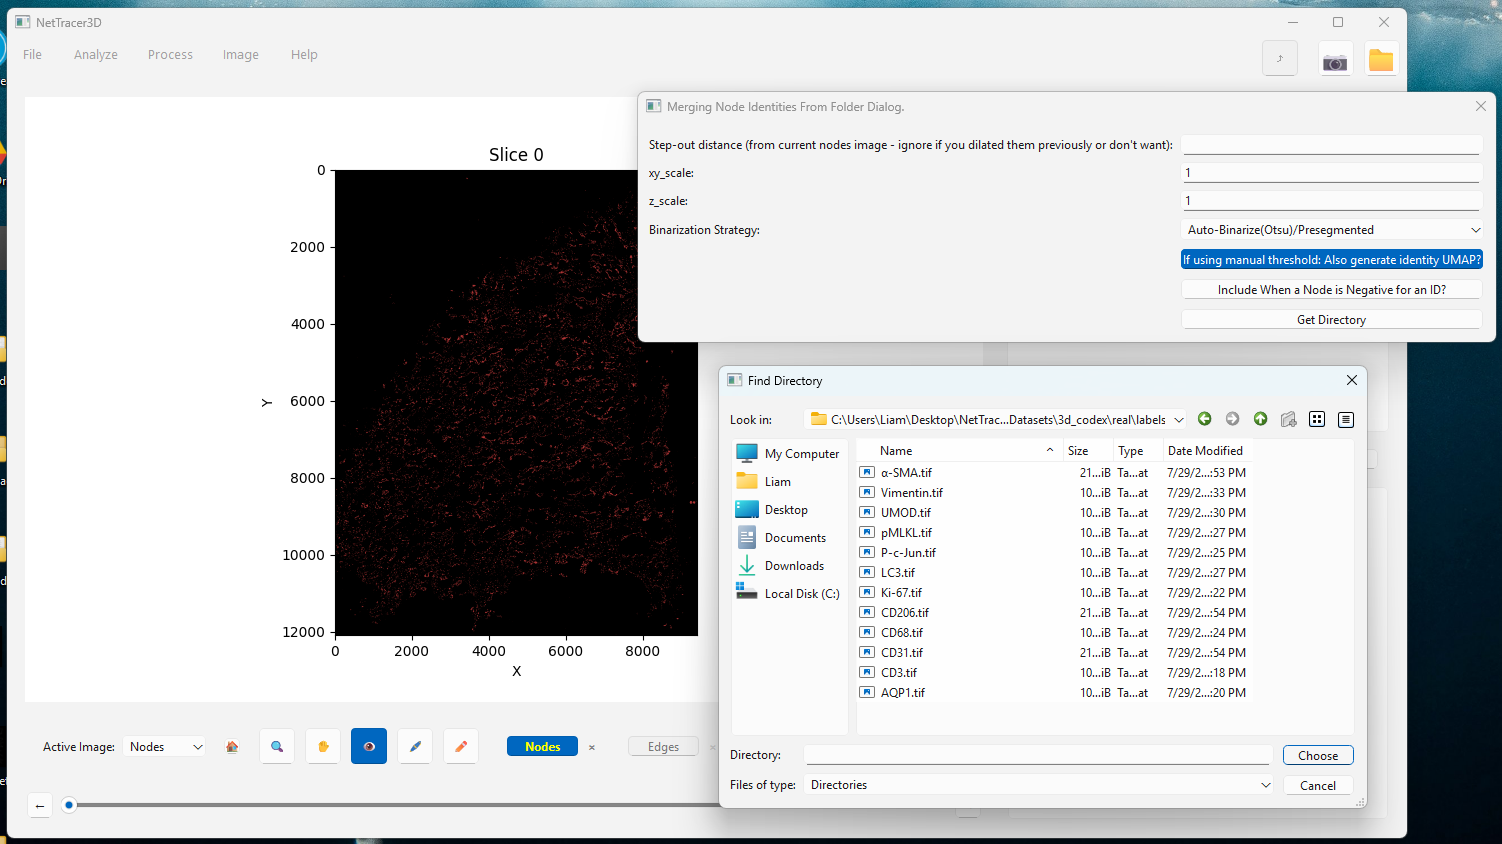 NetTracer3D
File Analyze Process Image Help
Merging Node Identities From Folder Dialog.
Step-out distance (from current nodes image - ignore if you dilated them previously or don't want):
xy_scale: 1
z_scale: 1
Binarization Strategy: Auto-Binarize(Otsu)/Presegmented
If using manual threshold: Also generate identity UMAP?
Include When a Node is Negative for an ID?
Get Directory
Slice 0
0
2000
4000
6000
8000
10000
12000
Y
0 2000 4000 6000 8000
X
Find Directory
Look in: C:\Users\Liam\Desktop\NetTrac...Datasets\3d_codex\real\labels
My Computer
Liam
Desktop
Documents
Downloads
Local Disk (C:)
Name Size Type Date Modified
α-SMA.tif 21...iB Ta...at 7/29/2...:53 PM
Vimentin.tif 10...iB Ta...at 7/29/2...:33 PM
UMOD.tif 10...iB Ta...at 7/29/2...:30 PM
pMLKL.tif 10...iB Ta...at 7/29/2...:27 PM
P-c-Jun.tif 10...iB Ta...at 7/29/2...:25 PM
LC3.tif 10...iB Ta...at 7/29/2...:27 PM
Ki-67.tif 10...iB Ta...at 7/29/2...:22 PM
CD206.tif 21...iB Ta...at 7/29/2...:54 PM
CD68.tif 10...iB Ta...at 7/29/2...:24 PM
CD31.tif 21...iB Ta...at 7/29/2...:54 PM
CD3.tif 10...iB Ta...at 7/29/2...:18 PM
AQP1.tif 10...iB Ta...at 7/29/2...:20 PM
Directory: Choose
Files of type: Directories Cancel
Active Image: Nodes Nodes × Edges ×